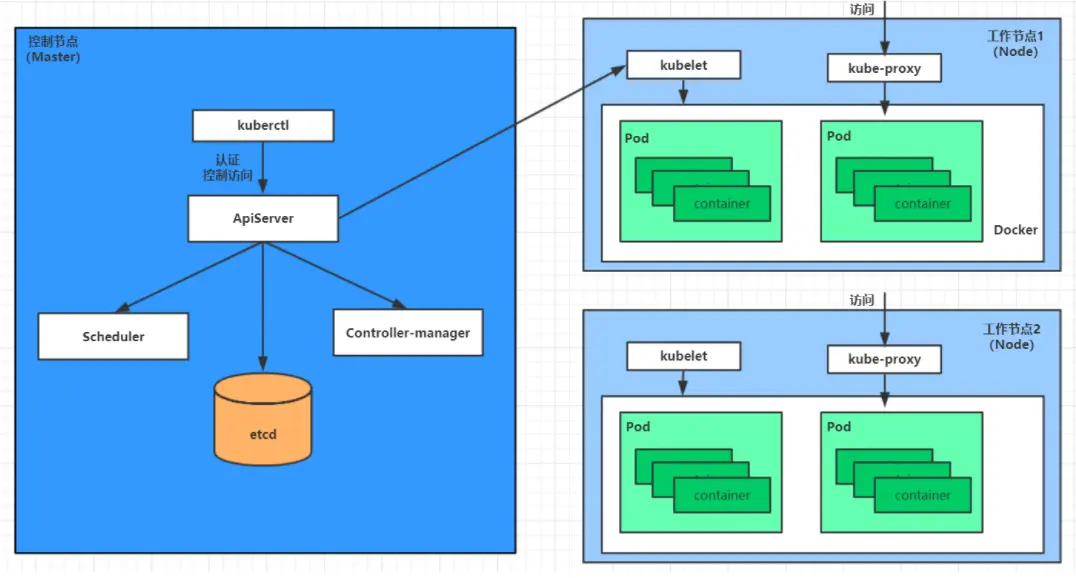 控制节点
(Master)
kuberctl
认证
控制访问
ApiServer
Scheduler
Controller-manager
etcd
访问
工作节点1
(Node)
kubelet
kube-proxy
Pod
container
Pod
container
Docker
访问
工作节点2
(Node)
kubelet
kube-proxy
Pod
container
Pod
container